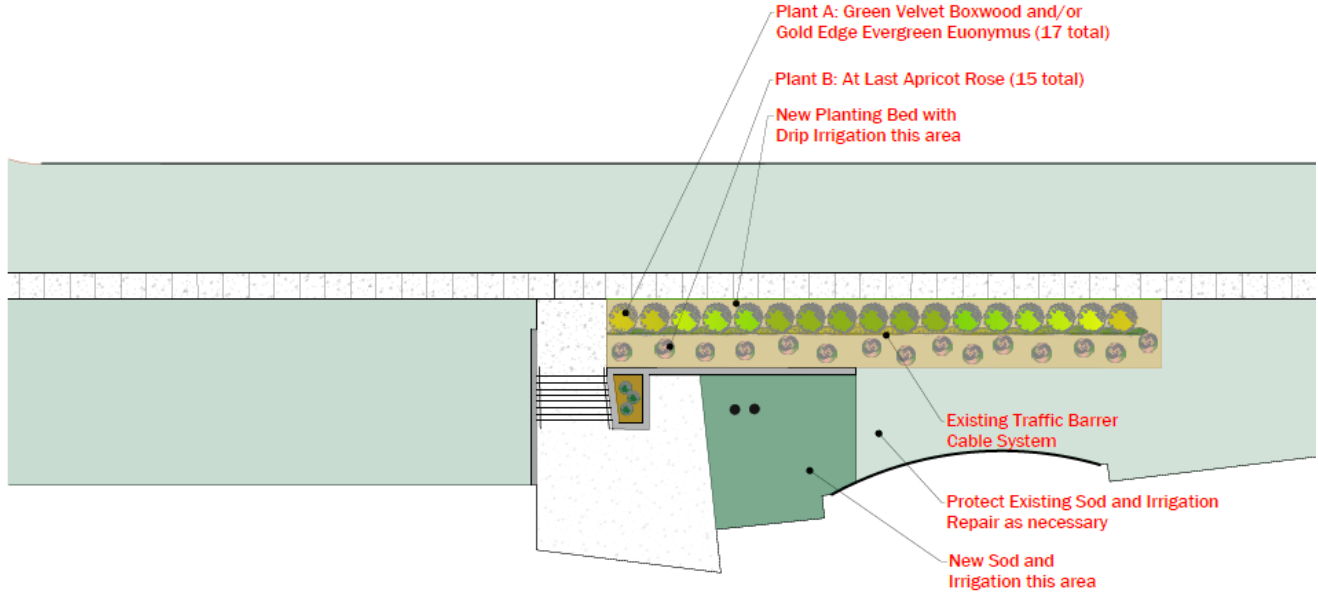 Plant A: Green Velvet Boxwood and/or
Gold Edge Evergreen Euonymus (17 total)
Plant B: At Last Apricot Rose (15 total)
New Planting Bed with
Drip Irrigation this area
Existing Traffic Barrer
Cable System
Protect Existing Sod and Irrigation
Repair as necessary
New Sod and
Irrigation this area